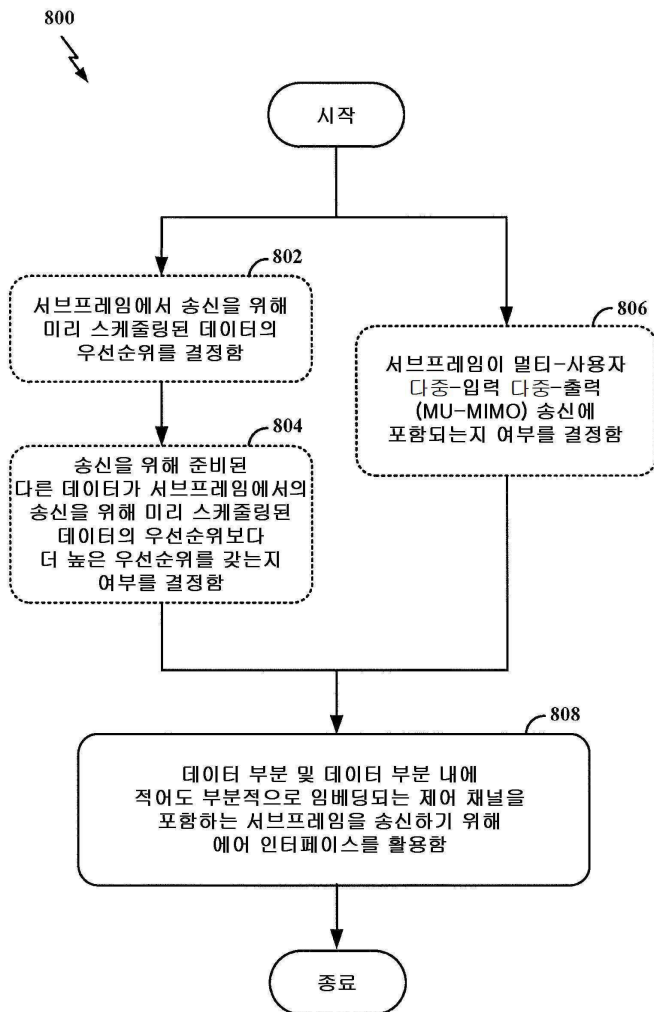 800
시작
802
서브프레임에서 송신을 위해
미리 스케줄링된 데이터의
우선순위를 결정함
804
송신을 위해 준비된
다른 데이터가 서브프레임에서의
송신을 위해 미리 스케줄링된
데이터의 우선순위보다
더 높은 우선순위를 갖는지
여부를 결정함
806
서브프레임이 멀티-사용자
다중-입력 다중-출력
(MU-MIMO) 송신에
포함되는지 여부를 결정함
808
데이터 부분 및 데이터 부분 내에
적어도 부분적으로 임베딩되는 제어 채널을
포함하는 서브프레임을 송신하기 위해
에어 인터페이스를 활용함
종료